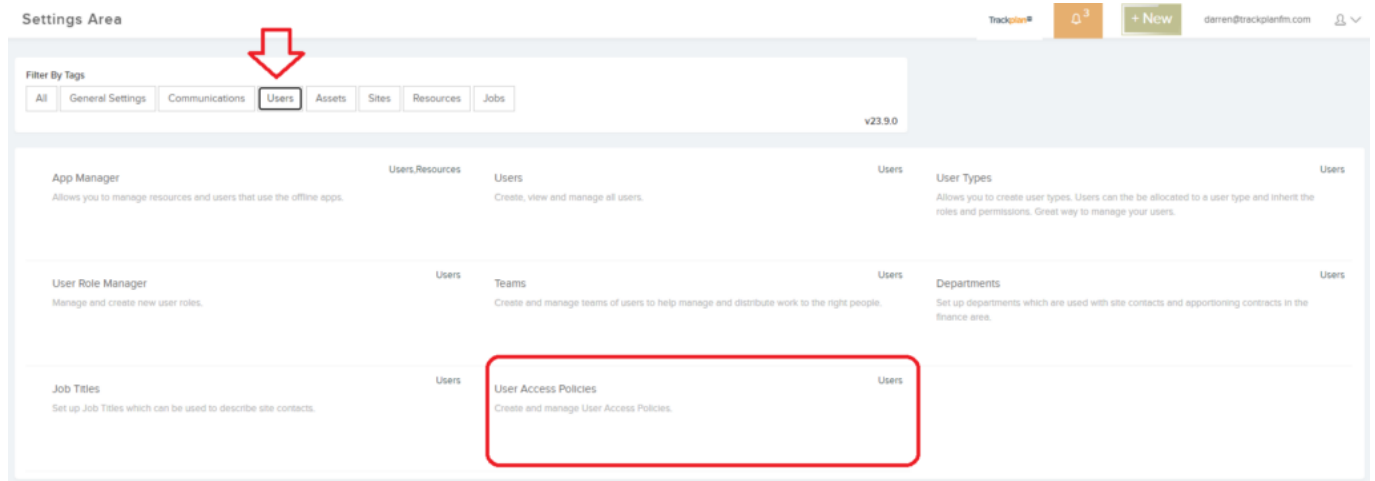 Settings Area
Trackplan
3
+ New
darren@trackplanfm.com
Filter By Tags
All General Settings Communications Users Assets Sites Resources Jobs
v23.9.0
App Manager
Users,Resources
Allows you to manage resources and users that use the offline apps.
Users
Users
Create, view and manage all users.
User Types
Users
Allows you to create user types. Users can the be allocated to a user type and inherit the
roles and permissions. Great way to manage your users.
User Role Manager
Users
Manage and create new user roles.
Teams
Users
Create and manage teams of users to help manage and distribute work to the right people.
Departments
Users
Set up departments which are used with site contacts and apportioning contracts in the
finance area.
Job Titles
Users
Set up Job Titles which can be used to describe site contacts.
User Access Policies
Users
Create and manage User Access Policies.